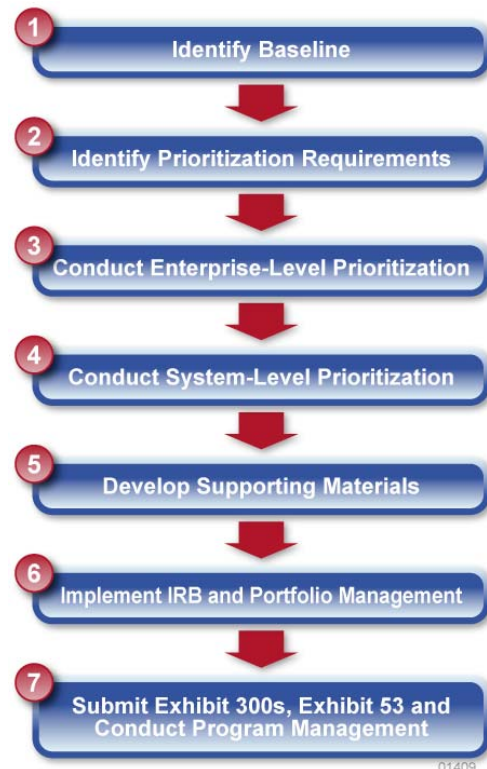 1
Identify Baseline
2
Identify Prioritization Requirements
3
Conduct Enterprise-Level Prioritization
4
Conduct System-Level Prioritization
5
Develop Supporting Materials
6
Implement IRB and Portfolio Management
7
Submit Exhibit 300s, Exhibit 53 and
Conduct Program Management
01409